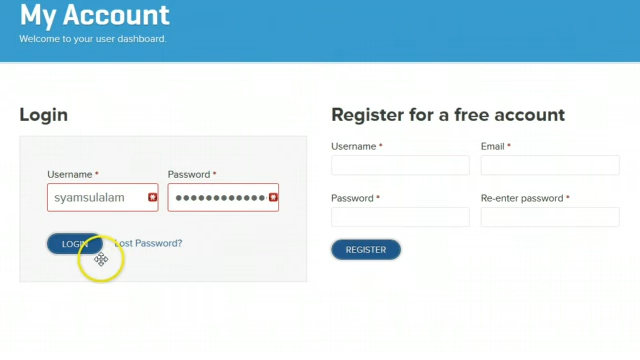 My Account
Welcome to your user dashboard.
Login
Username *
Password *
syamsulalam
LOGIN
Lost Password?
Register for a free account
Username *
Email *
Password *
Re-enter password *
REGISTER